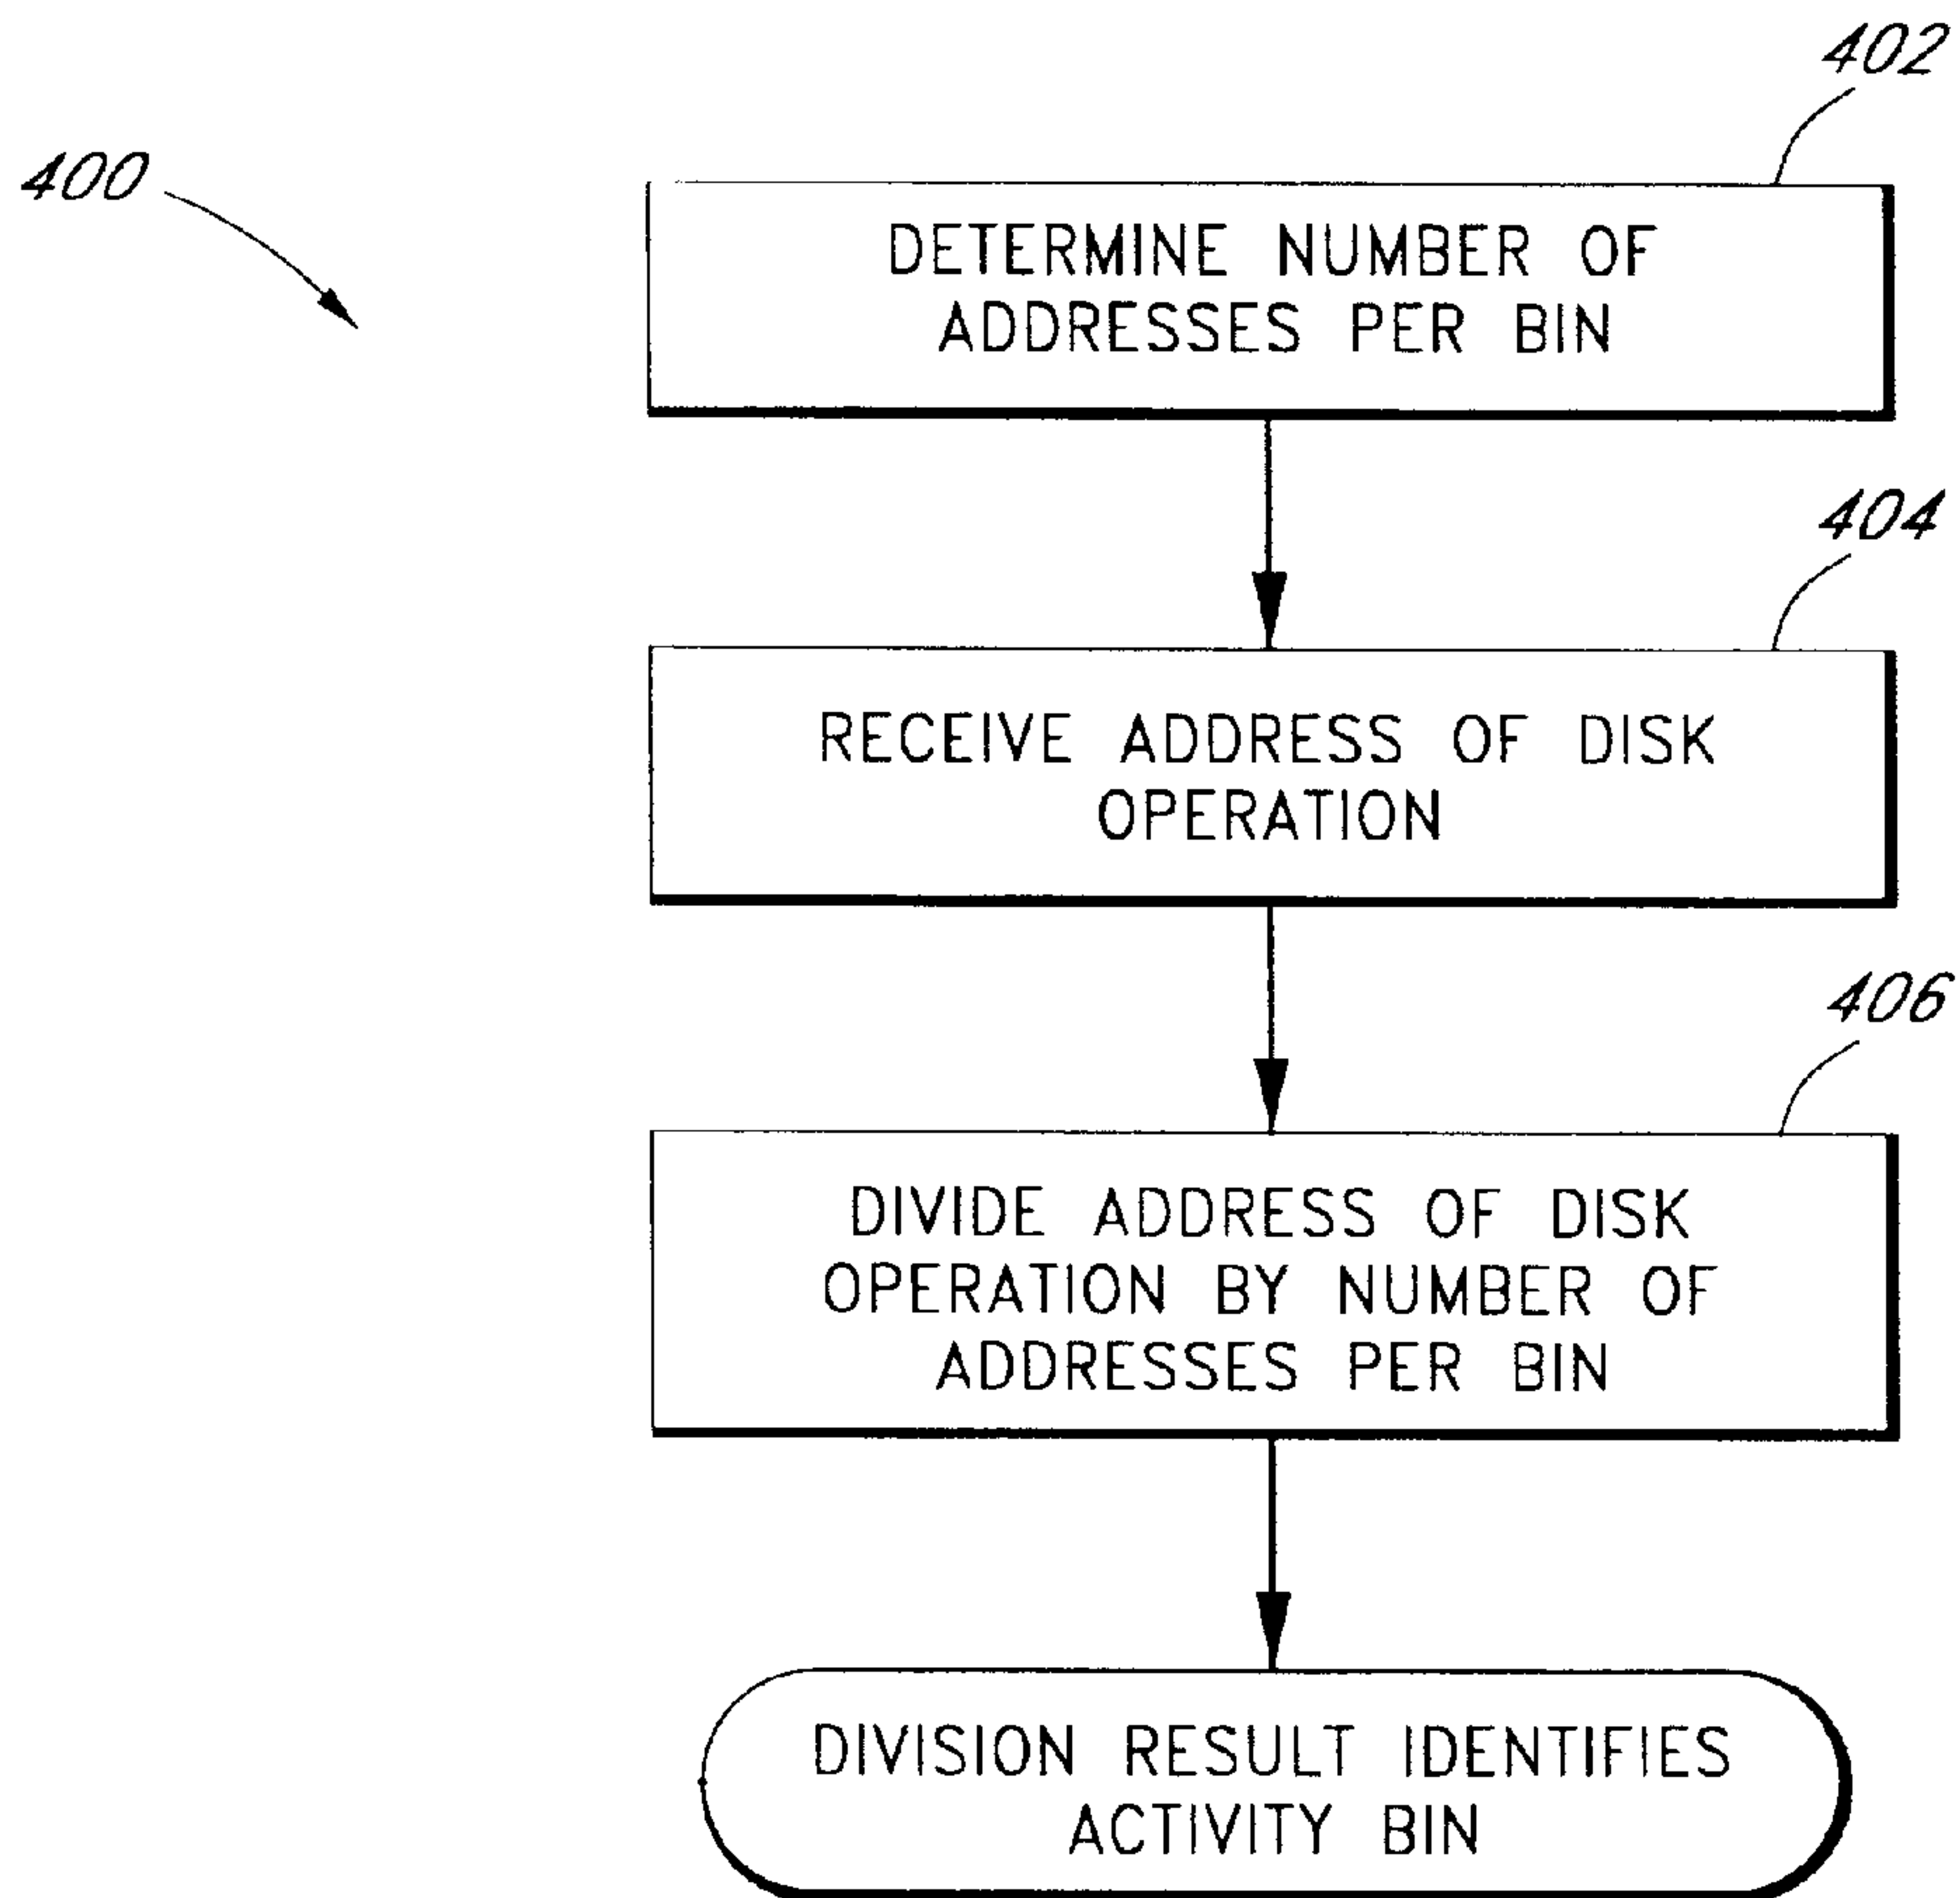 402
400
DETERMINE NUMBER OF
ADDRESSES PER BIN
404
RECEIVE ADDRESS OF DISK
OPERATION
406
DIVIDE ADDRESS OF DISK
OPERATION BY NUMBER OF
ADDRESSES PER BIN
DIVISION RESULT IDENTIFIES
ACTIVITY BIN